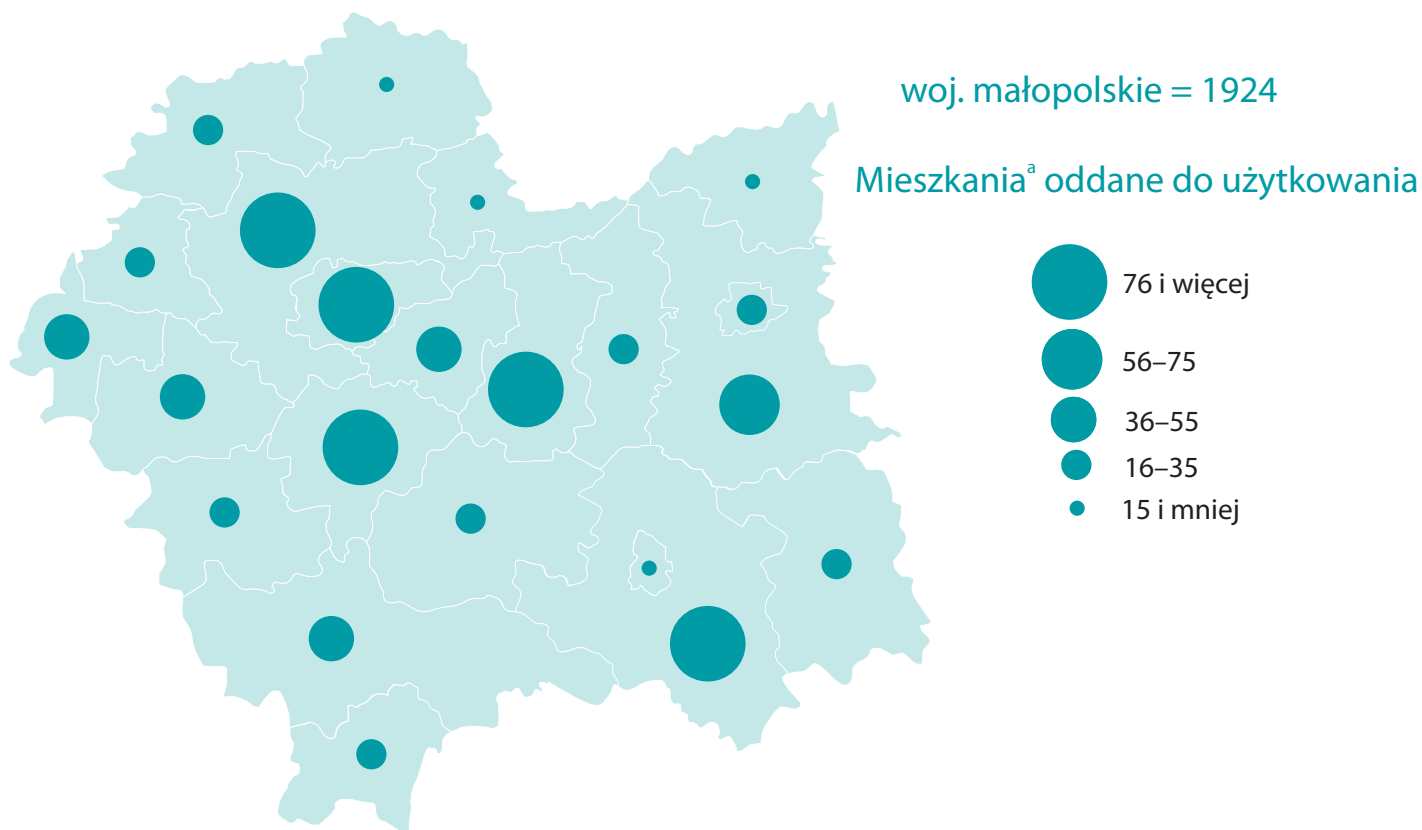 woj. małopolskie = 1924
Mieszkaniaᵃ oddane do użytkowania
76 i więcej
56–75
36–55
16–35
15 i mniej